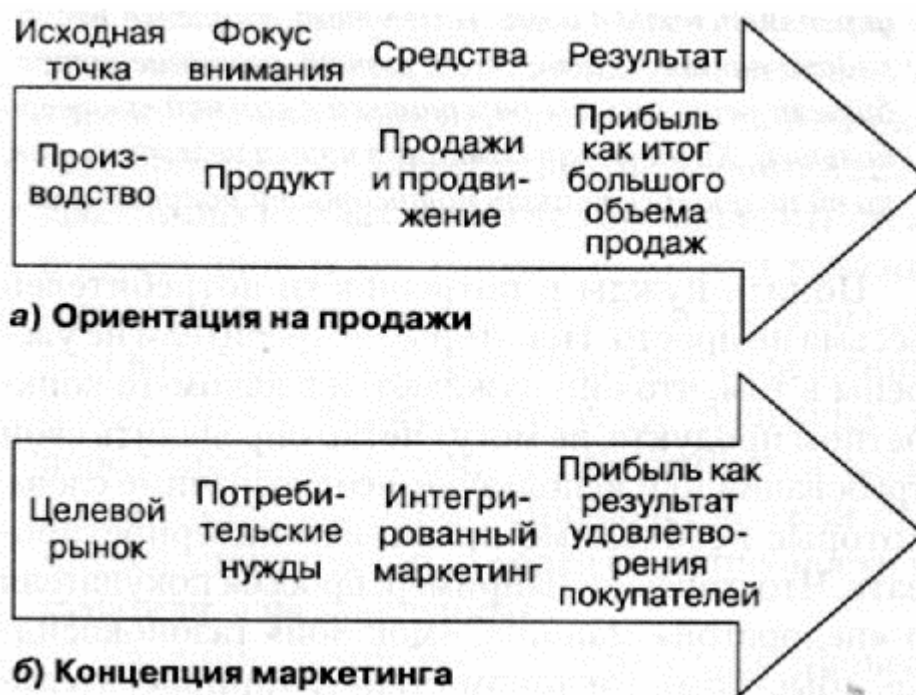 Исходная точка
Фокус внимания
Средства
Результат
Произ-
водство
Продукт
Продажи
и продви-
жение
Прибыль
как итог
большого
объема
продаж
а) Ориентация на продажи
Целевой
рынок
Потреби-
тельские
нужды
Интегри-
рованный
маркетинг
Прибыль как
результат
удовлетво-
рения
покупателей
б) Концепция маркетинга